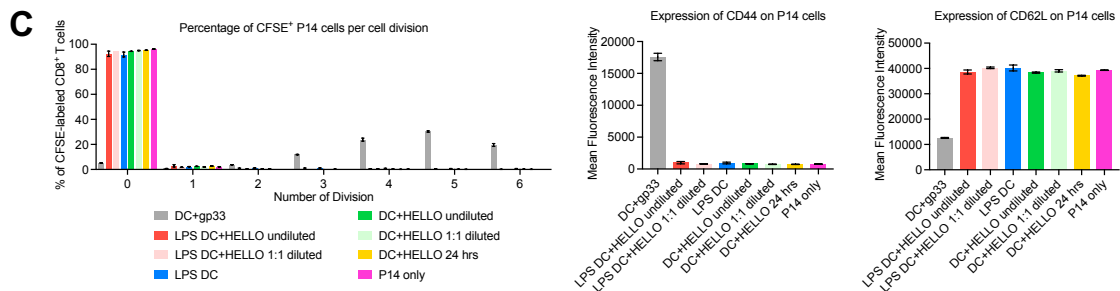 C
Percentage of CFSE⁺ P14 cells per cell division
% of CFSE-labeled CD8⁺ T cells
100
80
60
40
20
0
0 1 2 3 4 5 6
Number of Division
DC+gp33
LPS DC+HELLO undiluted
LPS DC+HELLO 1:1 diluted
LPS DC
DC+HELLO undiluted
DC+HELLO 1:1 diluted
DC+HELLO 24 hrs
P14 only
Expression of CD44 on P14 cells
Mean Fluorescence Intensity
20000
15000
10000
5000
0
DC+gp33
LPS DC+HELLO undiluted
LPS DC+HELLO 1:1 diluted
LPS DC
DC+HELLO undiluted
DC+HELLO 1:1 diluted
DC+HELLO 24 hrs
P14 only
Expression of CD62L on P14 cells
Mean Fluorescence Intensity
50000
40000
30000
20000
10000
0
DC+gp33
LPS DC+HELLO undiluted
LPS DC+HELLO 1:1 diluted
LPS DC
DC+HELLO undiluted
DC+HELLO 1:1 diluted
DC+HELLO 24 hrs
P14 only